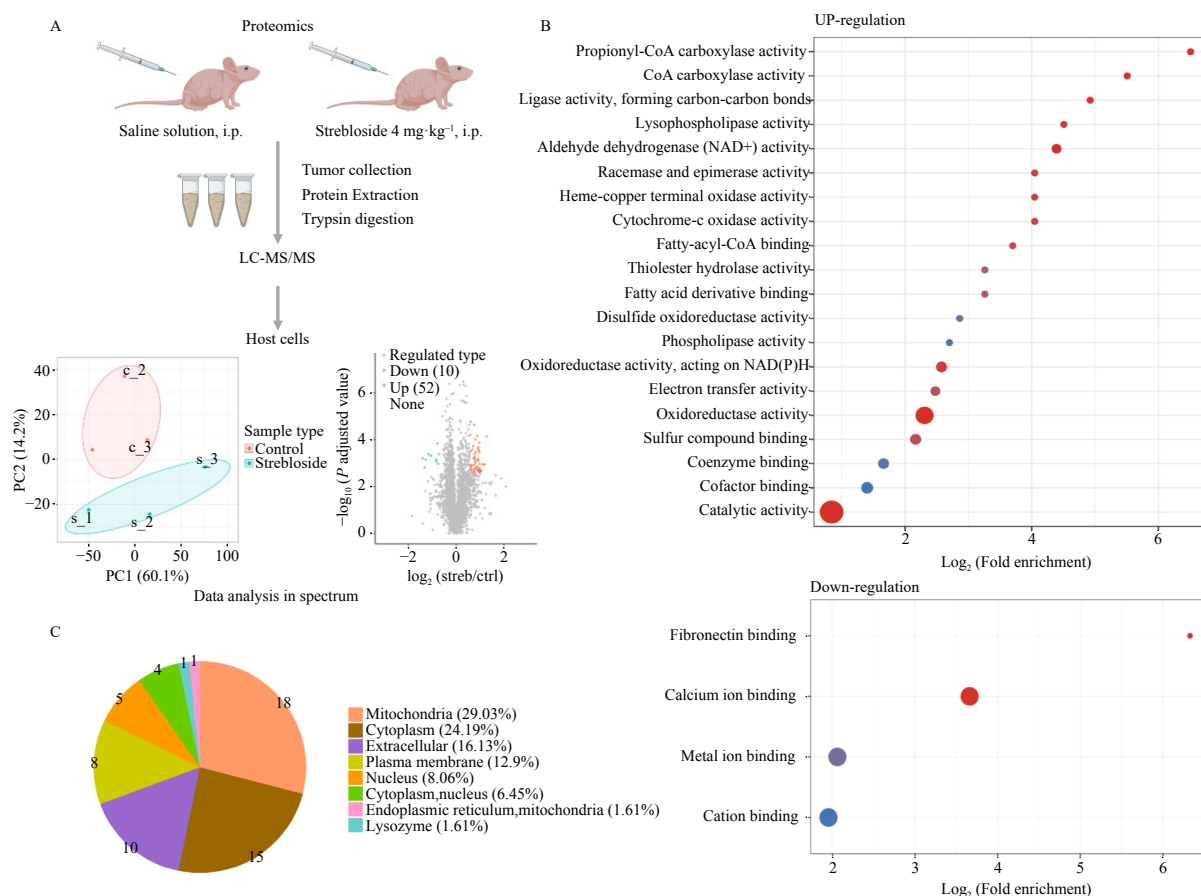 A
Proteomics
Saline solution, i.p.
Strebloside 4 mg·kg⁻¹, i.p.
Tumor collection
Protein Extraction
Trypsin digestion
LC-MS/MS
Host cells
40
20
0
−20
PC2 (14.2%)
c_2
c_3
s_3
s_1
s_2
−50
0
50
100
PC1 (60.1%)
Sample type
Control
Strebloside
6
4
2
0
−log₁₀ (P adjusted value)
Regulated type
Down (10)
Up (52)
None
−2
0
2
log₂ (streb/ctrl)
Data analysis in spectrum
B
UP-regulation
Propionyl-CoA carboxylase activity
CoA carboxylase activity
Ligase activity, forming carbon-carbon bonds
Lysophospholipase activity
Aldehyde dehydrogenase (NAD+) activity
Racemase and epimerase activity
Heme-copper terminal oxidase activity
Cytochrome-c oxidase activity
Fatty-acyl-CoA binding
Thiolester hydrolase activity
Fatty acid derivative binding
Disulfide oxidoreductase activity
Phospholipase activity
Oxidoreductase activity, acting on NAD(P)H
Electron transfer activity
Oxidoreductase activity
Sulfur compound binding
Coenzyme binding
Cofactor binding
Catalytic activity
2
4
6
Log₂ (Fold enrichment)
Down-regulation
Fibronectin binding
Calcium ion binding
Metal ion binding
Cation binding
2
3
4
5
6
Log₂ (Fold enrichment)
C
18
15
10
8
5
4
1
1
Mitochondria (29.03%)
Cytoplasm (24.19%)
Extracellular (16.13%)
Plasma membrane (12.9%)
Nucleus (8.06%)
Cytoplasm,nucleus (6.45%)
Endoplasmic reticulum,mitochondria (1.61%)
Lysozyme (1.61%)